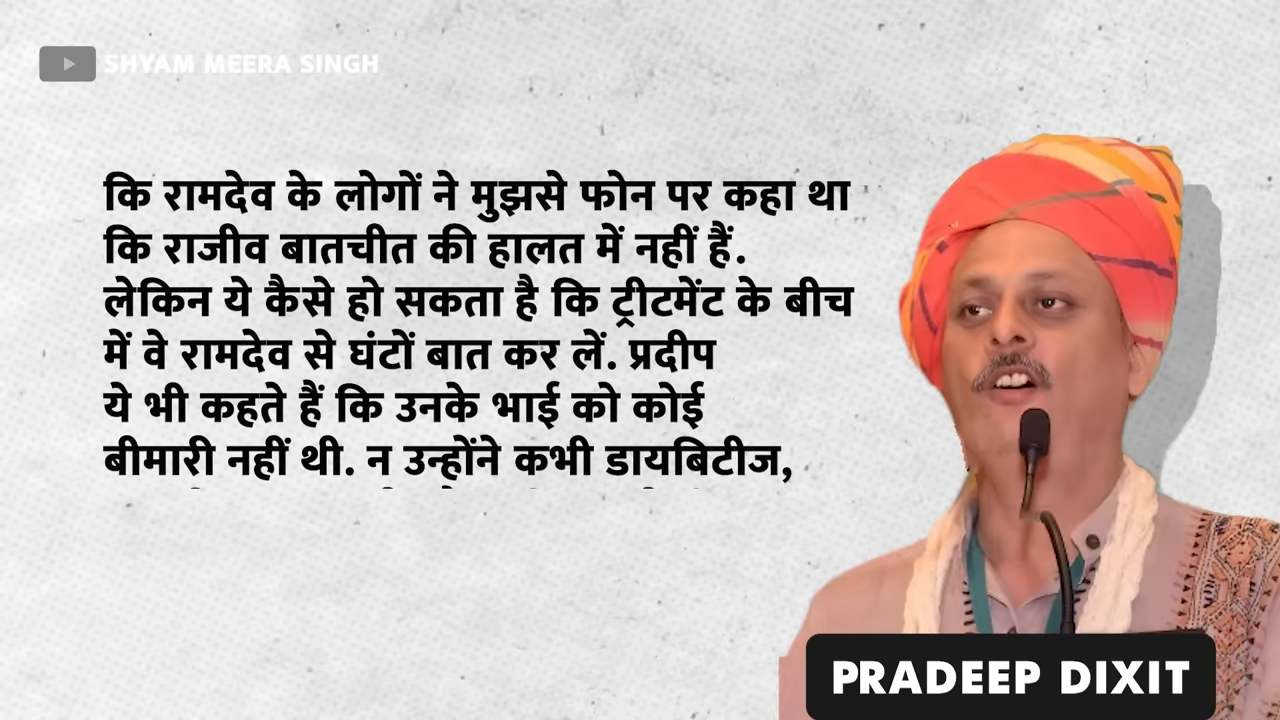 SHYAM MEERA SINGH
कि रामदेव के लोगों ने मुझसे फोन पर कहा था
कि राजीव बातचीत की हालत में नहीं हैं.
लेकिन ये कैसे हो सकता है कि ट्रीटमेंट के बीच
में वे रामदेव से घंटों बात कर लें. प्रदीप
ये भी कहते हैं कि उनके भाई को कोई
बीमारी नहीं थी. न उन्होंने कभी डायबिटीज,
PRADEEP DIXIT